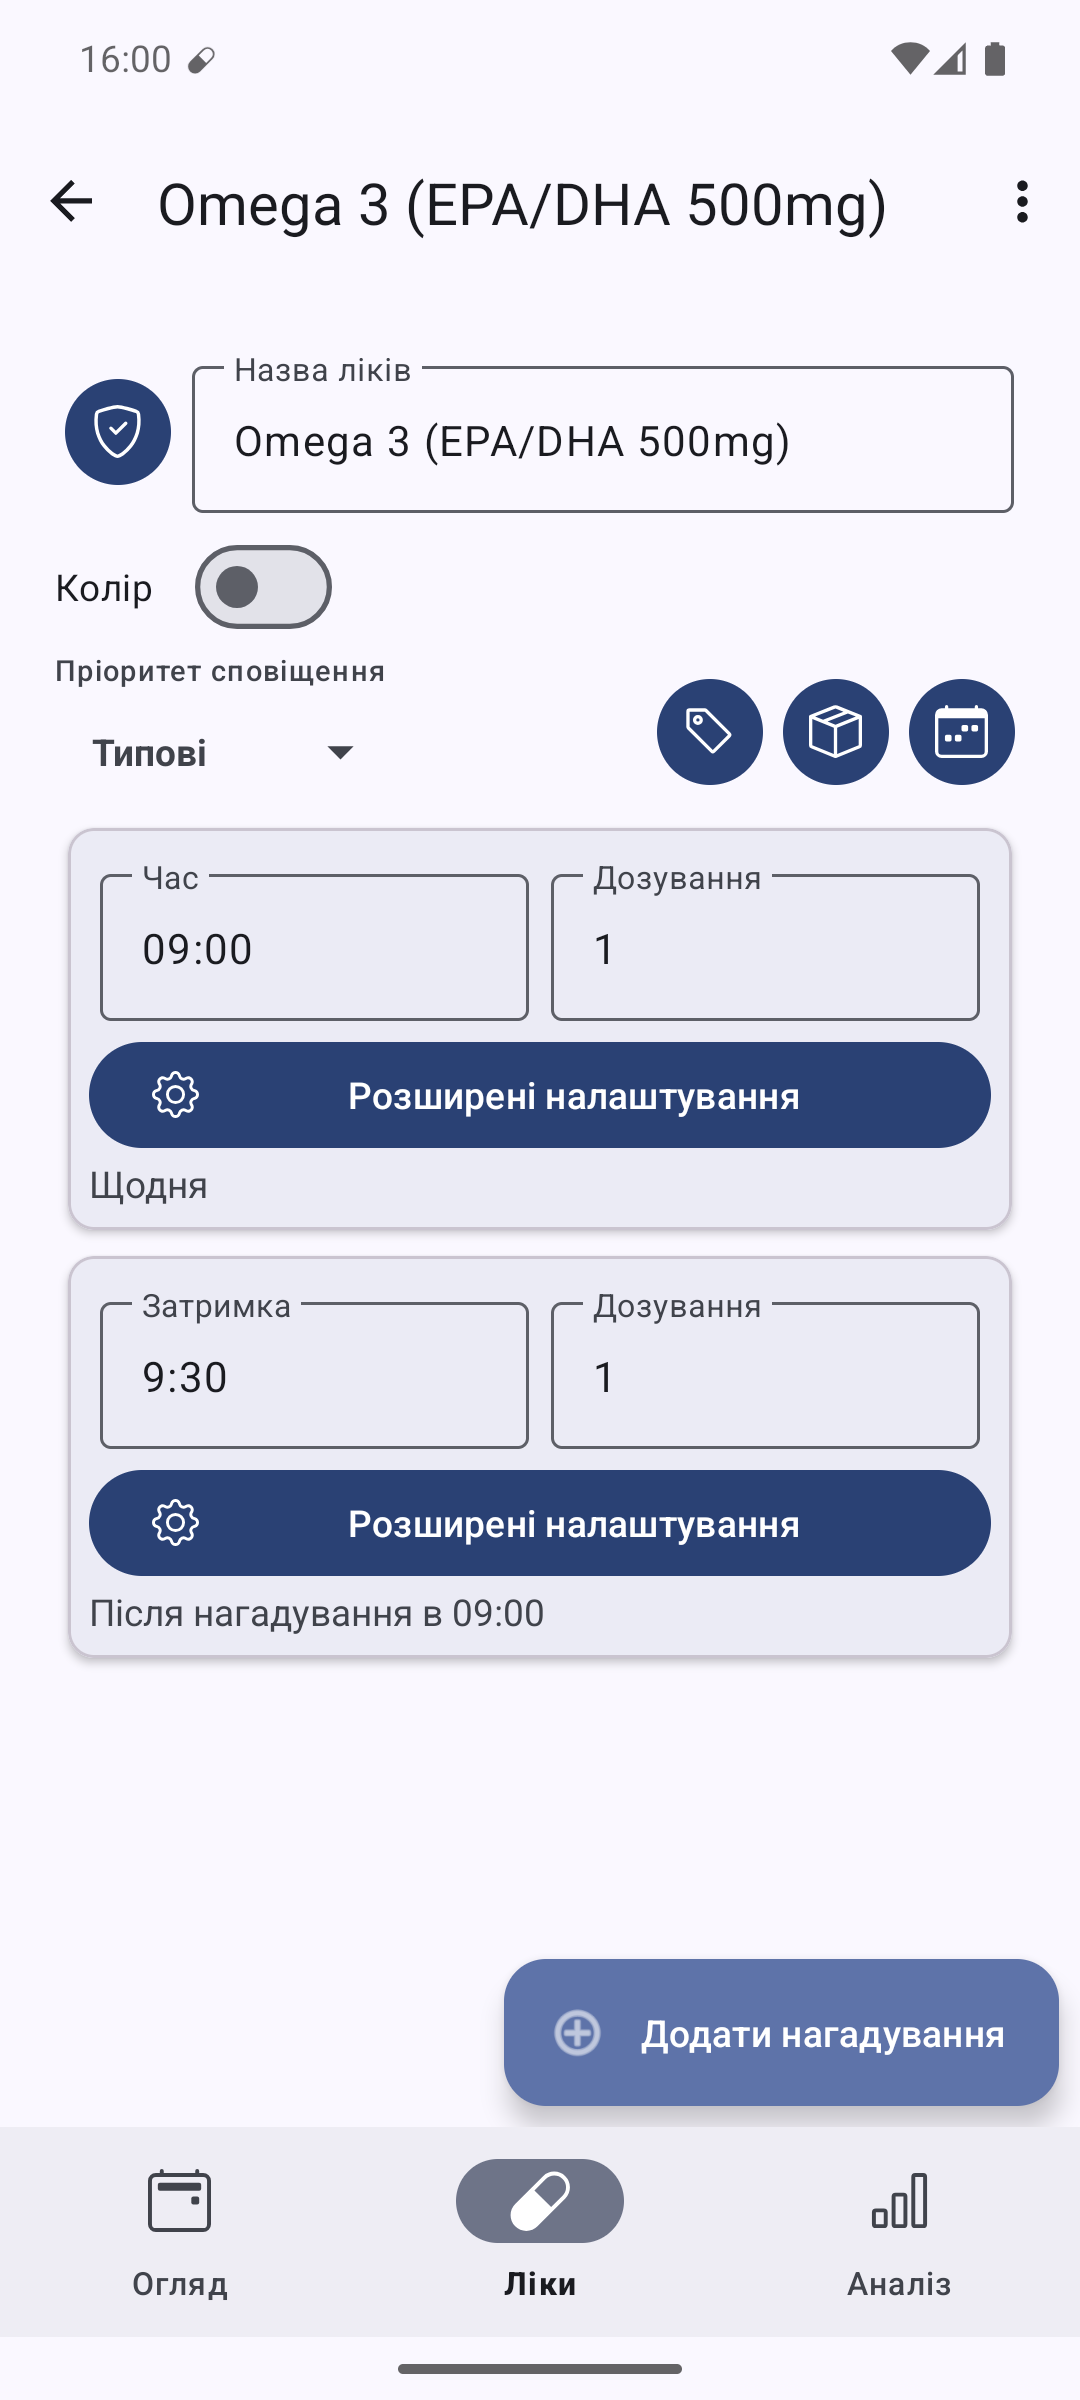 16:00
Omega 3 (EPA/DHA 500mg)
Назва ліків
Omega 3 (EPA/DHA 500mg)
Колір
Пріоритет сповіщення
Типові
Час
Дозування
09:00
1
Розширені налаштування
Щодня
Затримка
Дозування
9:30
1
Розширені налаштування
Після нагадування в 09:00
Додати нагадування
Огляд
Ліки
Аналіз